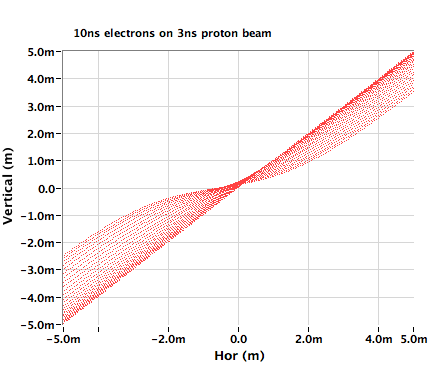 10ns electrons on 3ns proton beam
5.0m
4.0m
3.0m
2.0m
1.0m
0.0
-1.0m
-2.0m
-3.0m
-4.0m
-5.0m
Vertical (m)
-5.0m -2.0m 0.0 2.0m 4.0m 5.0m
Hor (m)